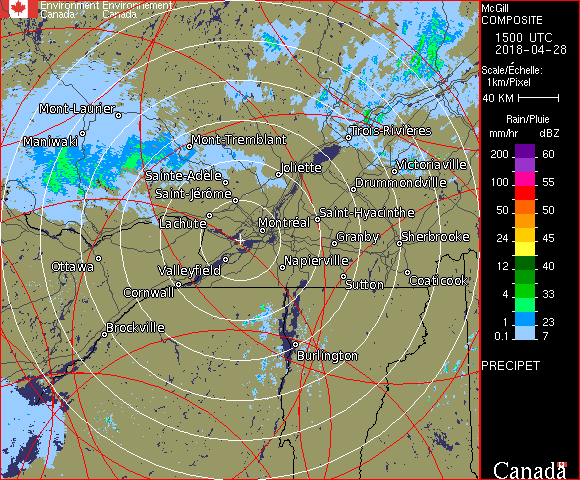 Environment Environnement
Canada Canada
McGill
COMPOSITE
1500 UTC
2018-04-28
Scale/Échelle:
1km/Pixel
40 KM
Rain/Pluie
mm/hr dBZ
200 60
100 55
50 50
24 45
12 40
4 33
1 23
0.1 7
PRECIPET
Canada
Mont-Laurier
Maniwaki
Mont-Tremblant
Trois-Rivières
Sainte-Adèle
Joliette
Victoriaville
Saint-Jérôme
Drummondville
Lachute
Montréal
Saint-Hyacinthe
Granby
Sherbrooke
Ottawa
Valleyfield
Napierville
Cornwall
Sutton
Coaticook
Brockville
Burlington